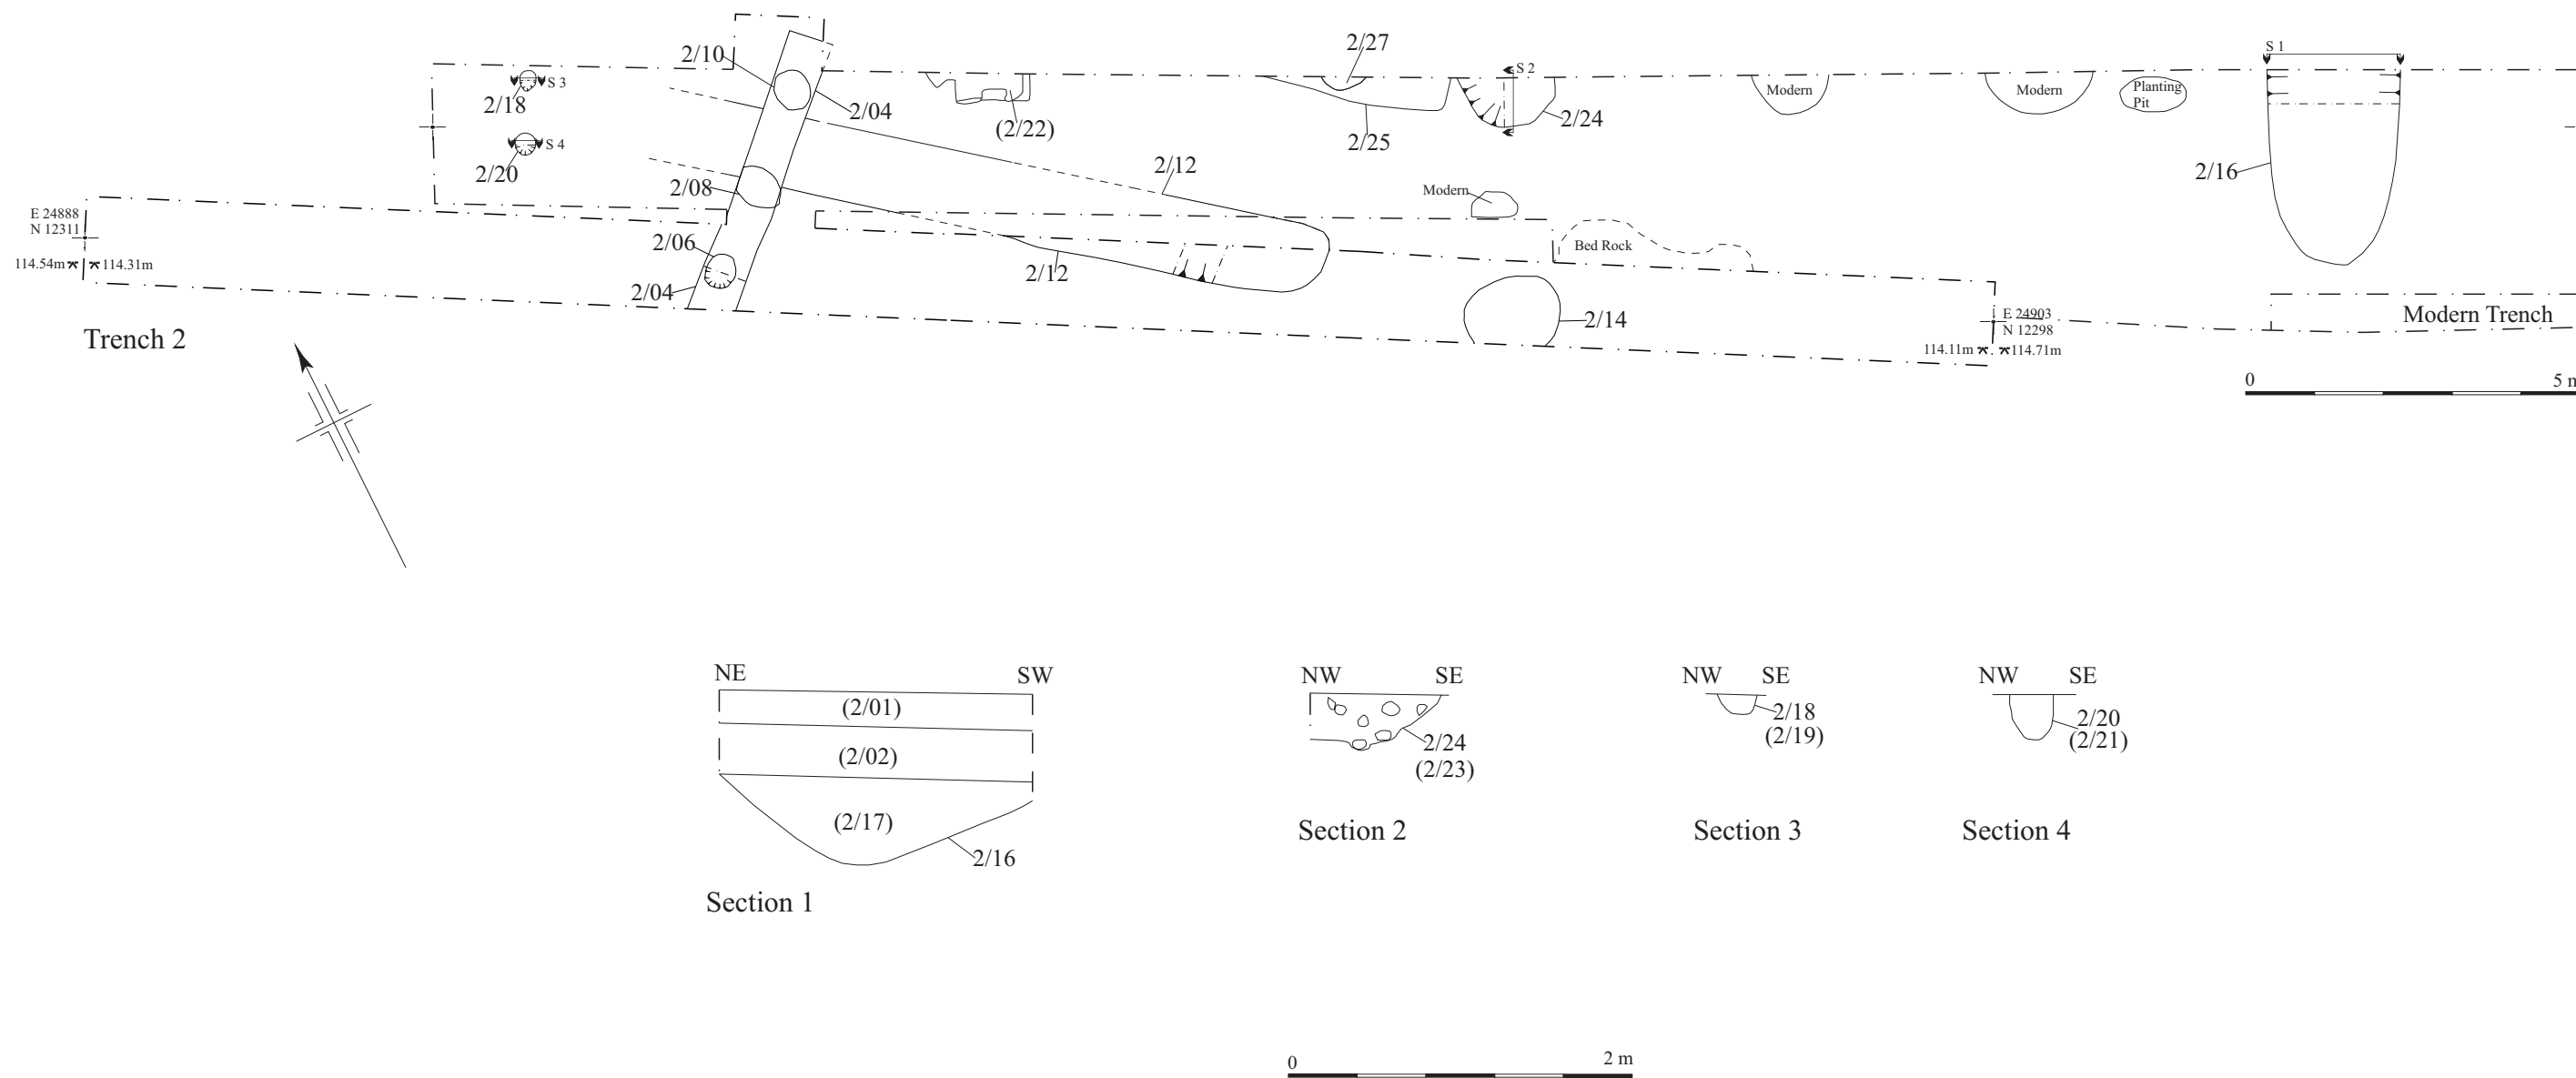 S 1
2/27
2/10
S 2
S 3
2/18
2/04
Modern
Modern
Planting
Pit
(2/22)
2/24
2/25
S 4
2/20
2/12
2/16
2/08
Modern
E 24888
N 12311
2/06
Bed Rock
114.54m
114.31m
2/12
2/04
E 24903
N 12298
Modern Trench
2/14
Trench 2
114.11m
114.71m
0
5 m
NE
SW
(2/01)
(2/02)
(2/17)
2/16
Section 1
NW
SE
2/24
(2/23)
Section 2
NW
SE
2/18
(2/19)
Section 3
NW
SE
2/20
(2/21)
Section 4
0
2 m